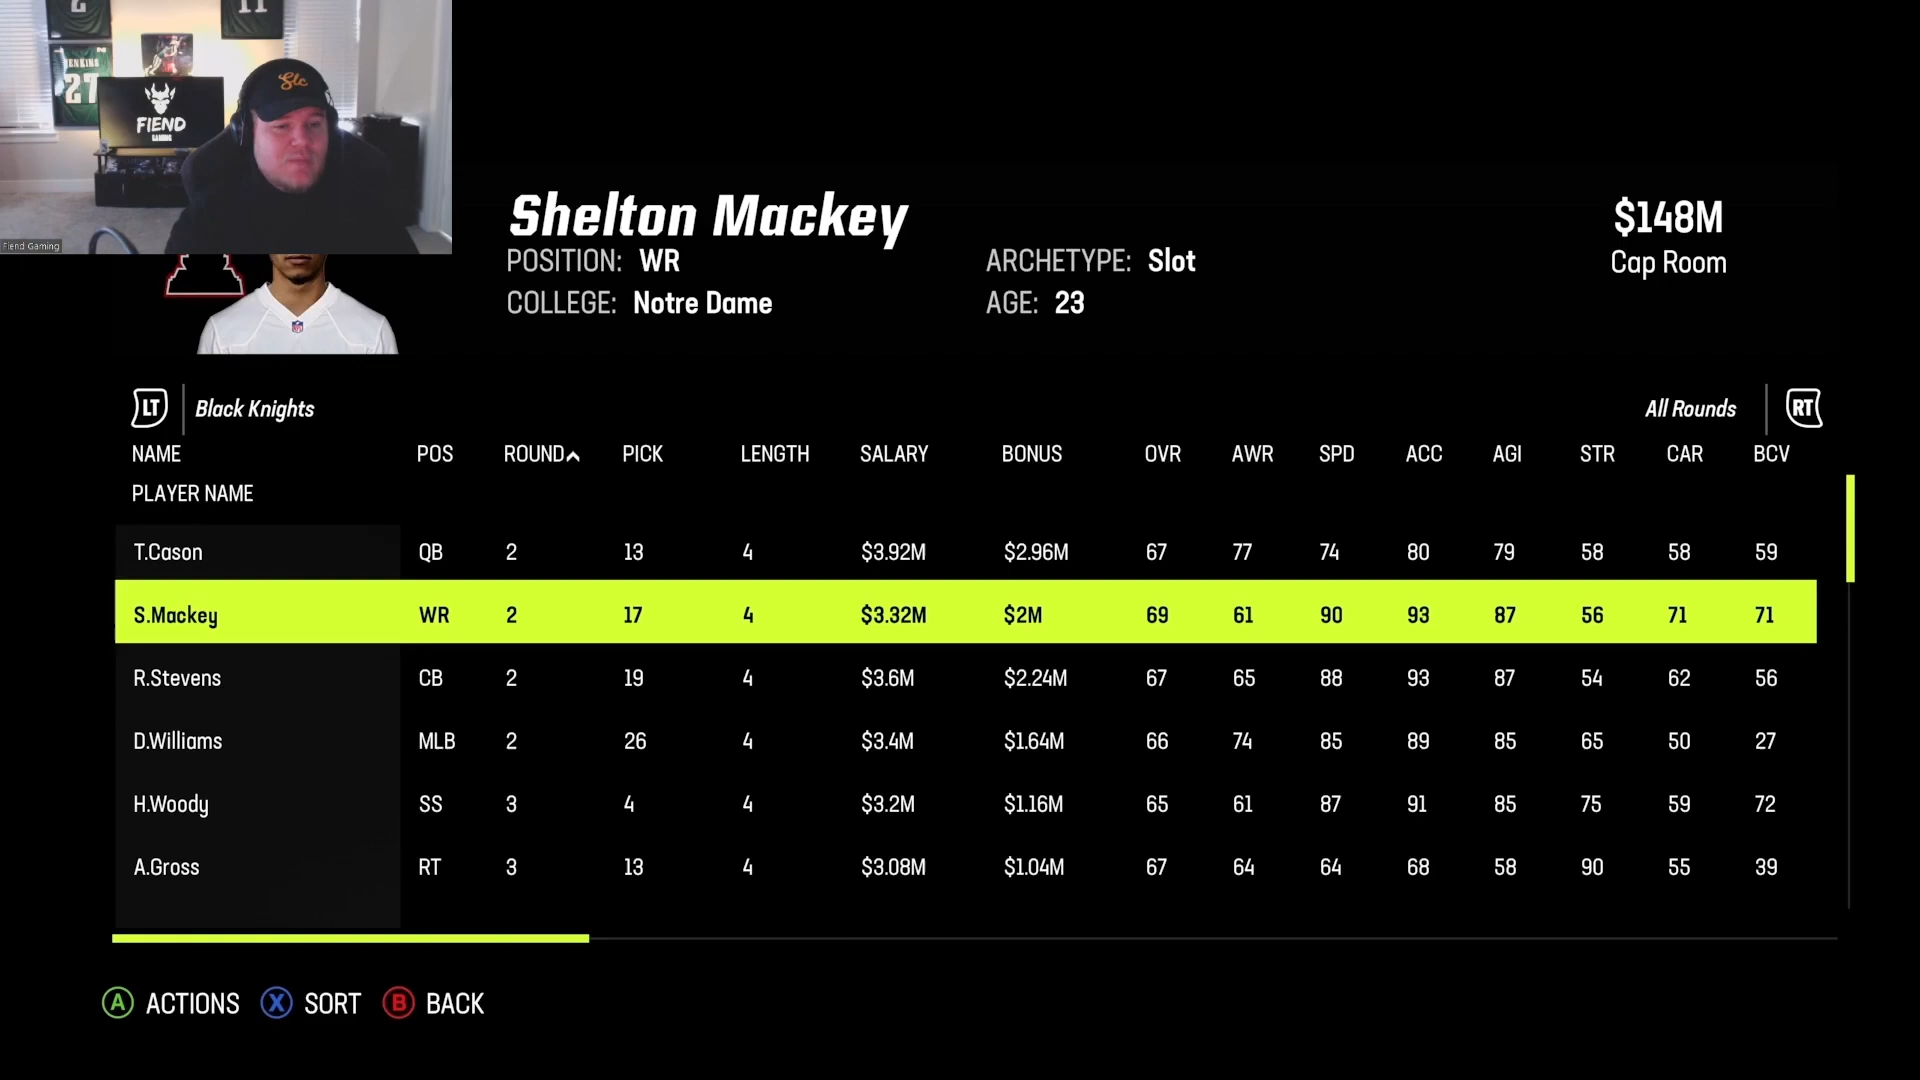 2
11
JENKINS
27
FIEND
GAMING
Slc
Fiend Gaming
Shelton Mackey
POSITION: WR
ARCHETYPE: Slot
COLLEGE: Notre Dame
AGE: 23
$148M
Cap Room
LT
Black Knights
All Rounds
RT
NAME POS ROUND PICK LENGTH SALARY BONUS OVR AWR SPD ACC AGI STR CAR BCV
PLAYER NAME
T.Cason QB 2 13 4 $3.92M $2.96M 67 77 74 80 79 58 58 59
S.Mackey WR 2 17 4 $3.32M $2M 69 61 90 93 87 56 71 71
R.Stevens CB 2 19 4 $3.6M $2.24M 67 65 88 93 87 54 62 56
D.Williams MLB 2 26 4 $3.4M $1.64M 66 74 85 89 85 65 50 27
H.Woody SS 3 4 4 $3.2M $1.16M 65 61 87 91 85 75 59 72
A.Gross RT 3 13 4 $3.08M $1.04M 67 64 64 68 58 90 55 39
A ACTIONS X SORT B BACK